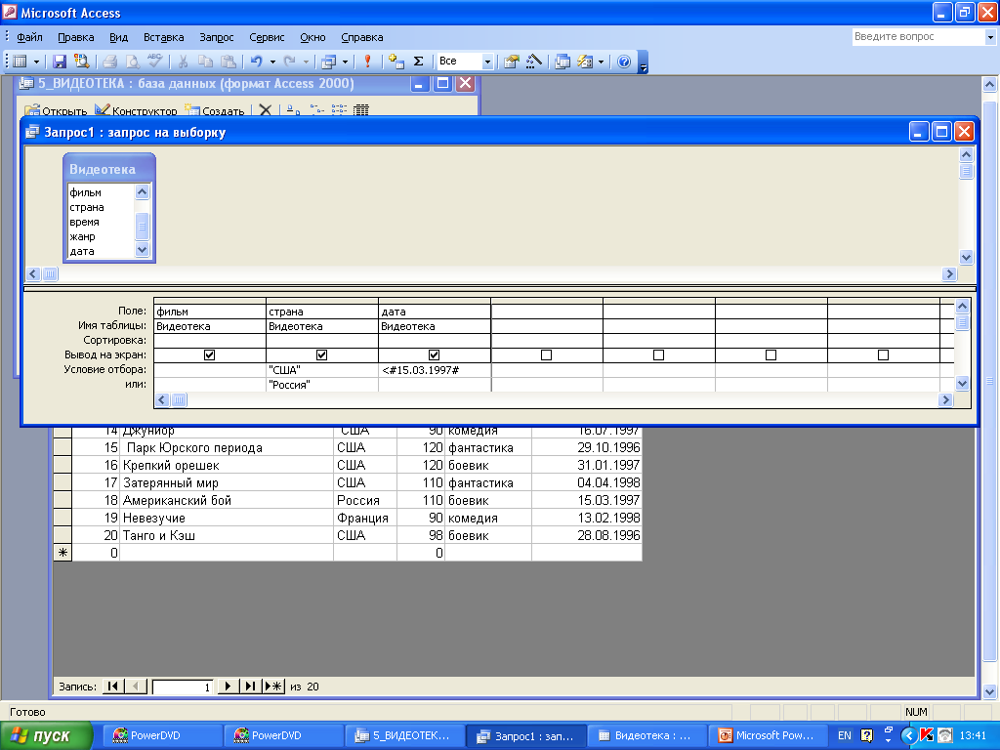 Microsoft Access
Файл Правка Вид Вставка Запрос Сервис Окно Справка Введите вопрос
Все
5_ВИДЕОТЕКА : база данных (формат Access 2000)
Открыть Конструктор Создать
Запрос1 : запрос на выборку
Видеотека
фильм
страна
время
жанр
дата
Поле: фильм страна дата
Имя таблицы: Видеотека Видеотека Видеотека
Сортировка:
Вывод на экран:
Условие отбора: "США" <#15.03.1997#
или: "Россия"
14 Джуниор США 90 комедия 16.07.1997
15 Парк Юрского периода США 120 фантастика 29.10.1996
16 Крепкий орешек США 120 боевик 31.01.1997
17 Затерянный мир США 110 фантастика 04.04.1998
18 Американский бой Россия 110 боевик 15.03.1997
19 Невезучие Франция 90 комедия 13.02.1998
20 Танго и Кэш США 98 боевик 28.08.1996
0 0
Запись: 1 из 20
Готово NUM
пуск PowerDVD PowerDVD 5_ВИДЕОТЕК... Запрос1 : зап... Видеотека : ... Microsoft Pow... EN 13:41